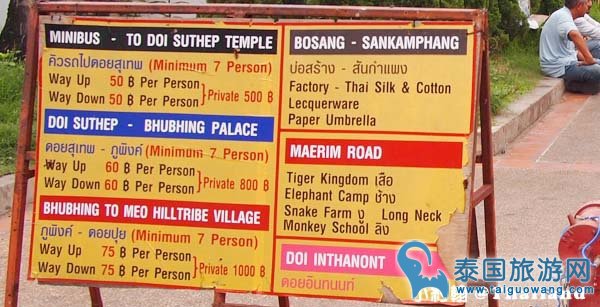 MINIBUS - TO DOI SUTHEP TEMPLE
คิวรถไปดอยสุเทพ (Minimum 7 Person)
Way Up 50 ฿ Per Person
Way Down 50 ฿ Per Person } Private 500 ฿
DOI SUTHEP - BHUBHING PALACE
ดอยสุเทพ - ภูพิงค์ (Minimum 7 Person)
Way Up 60 ฿ Per Person
Way Down 60 ฿ Per Person } Private 800 ฿
BHUBHING TO MEO HILLTRIBE VILLAGE
ภูพิงค์ - ดอยปุย (Minimum 7 Person)
Way Up 75 ฿ Per Person
Way Down 75 ฿ Per Person } Private 1000 ฿
BOSANG - SANKAMPHANG
บ่อสร้าง - สันกำแพง
Factory - Thai Silk & Cotton
Lecquerware
Paper Umbrella
MAERIM ROAD
Tiger Kingdom เสือ
Elephant Camp ช้าง
Snake Farm งู Long Neck
Monkey School ลิง
DOI INTHANONT
ดอยอินทนนท์
泰国旅游网
www.taiguowang.com